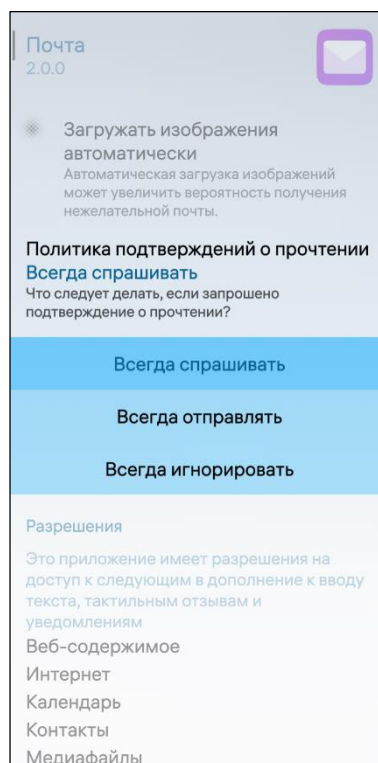 Почта
2.0.0
Загружать изображения
автоматически
Автоматическая загрузка изображений
может увеличить вероятность получения
нежелательной почты.
Политика подтверждений о прочтении
Всегда спрашивать
Что следует делать, если запрошено
подтверждение о прочтении?
Всегда спрашивать
Всегда отправлять
Всегда игнорировать
Разрешения
Это приложение имеет разрешения на
доступ к следующим в дополнение к вводу
текста, тактильным отзывам и
уведомлениям
Веб-содержимое
Интернет
Календарь
Контакты
Медиафайлы